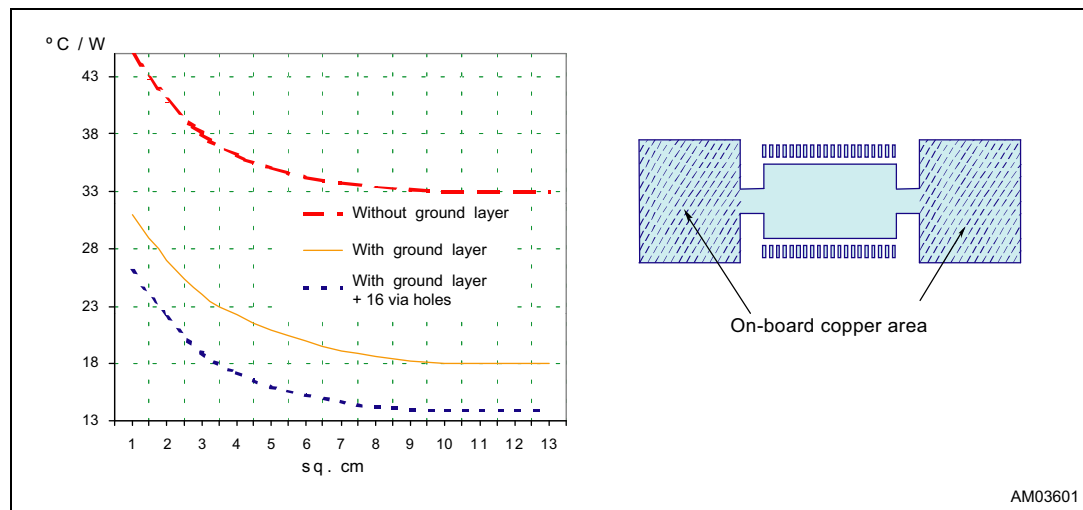 ºC / W
43
38
33
28
23
18
13
Without ground layer
With ground layer
With ground layer
+ 16 via holes
1 2 3 4 5 6 7 8 9 10 11 12 13
sq. cm
On-board copper area
AM03601